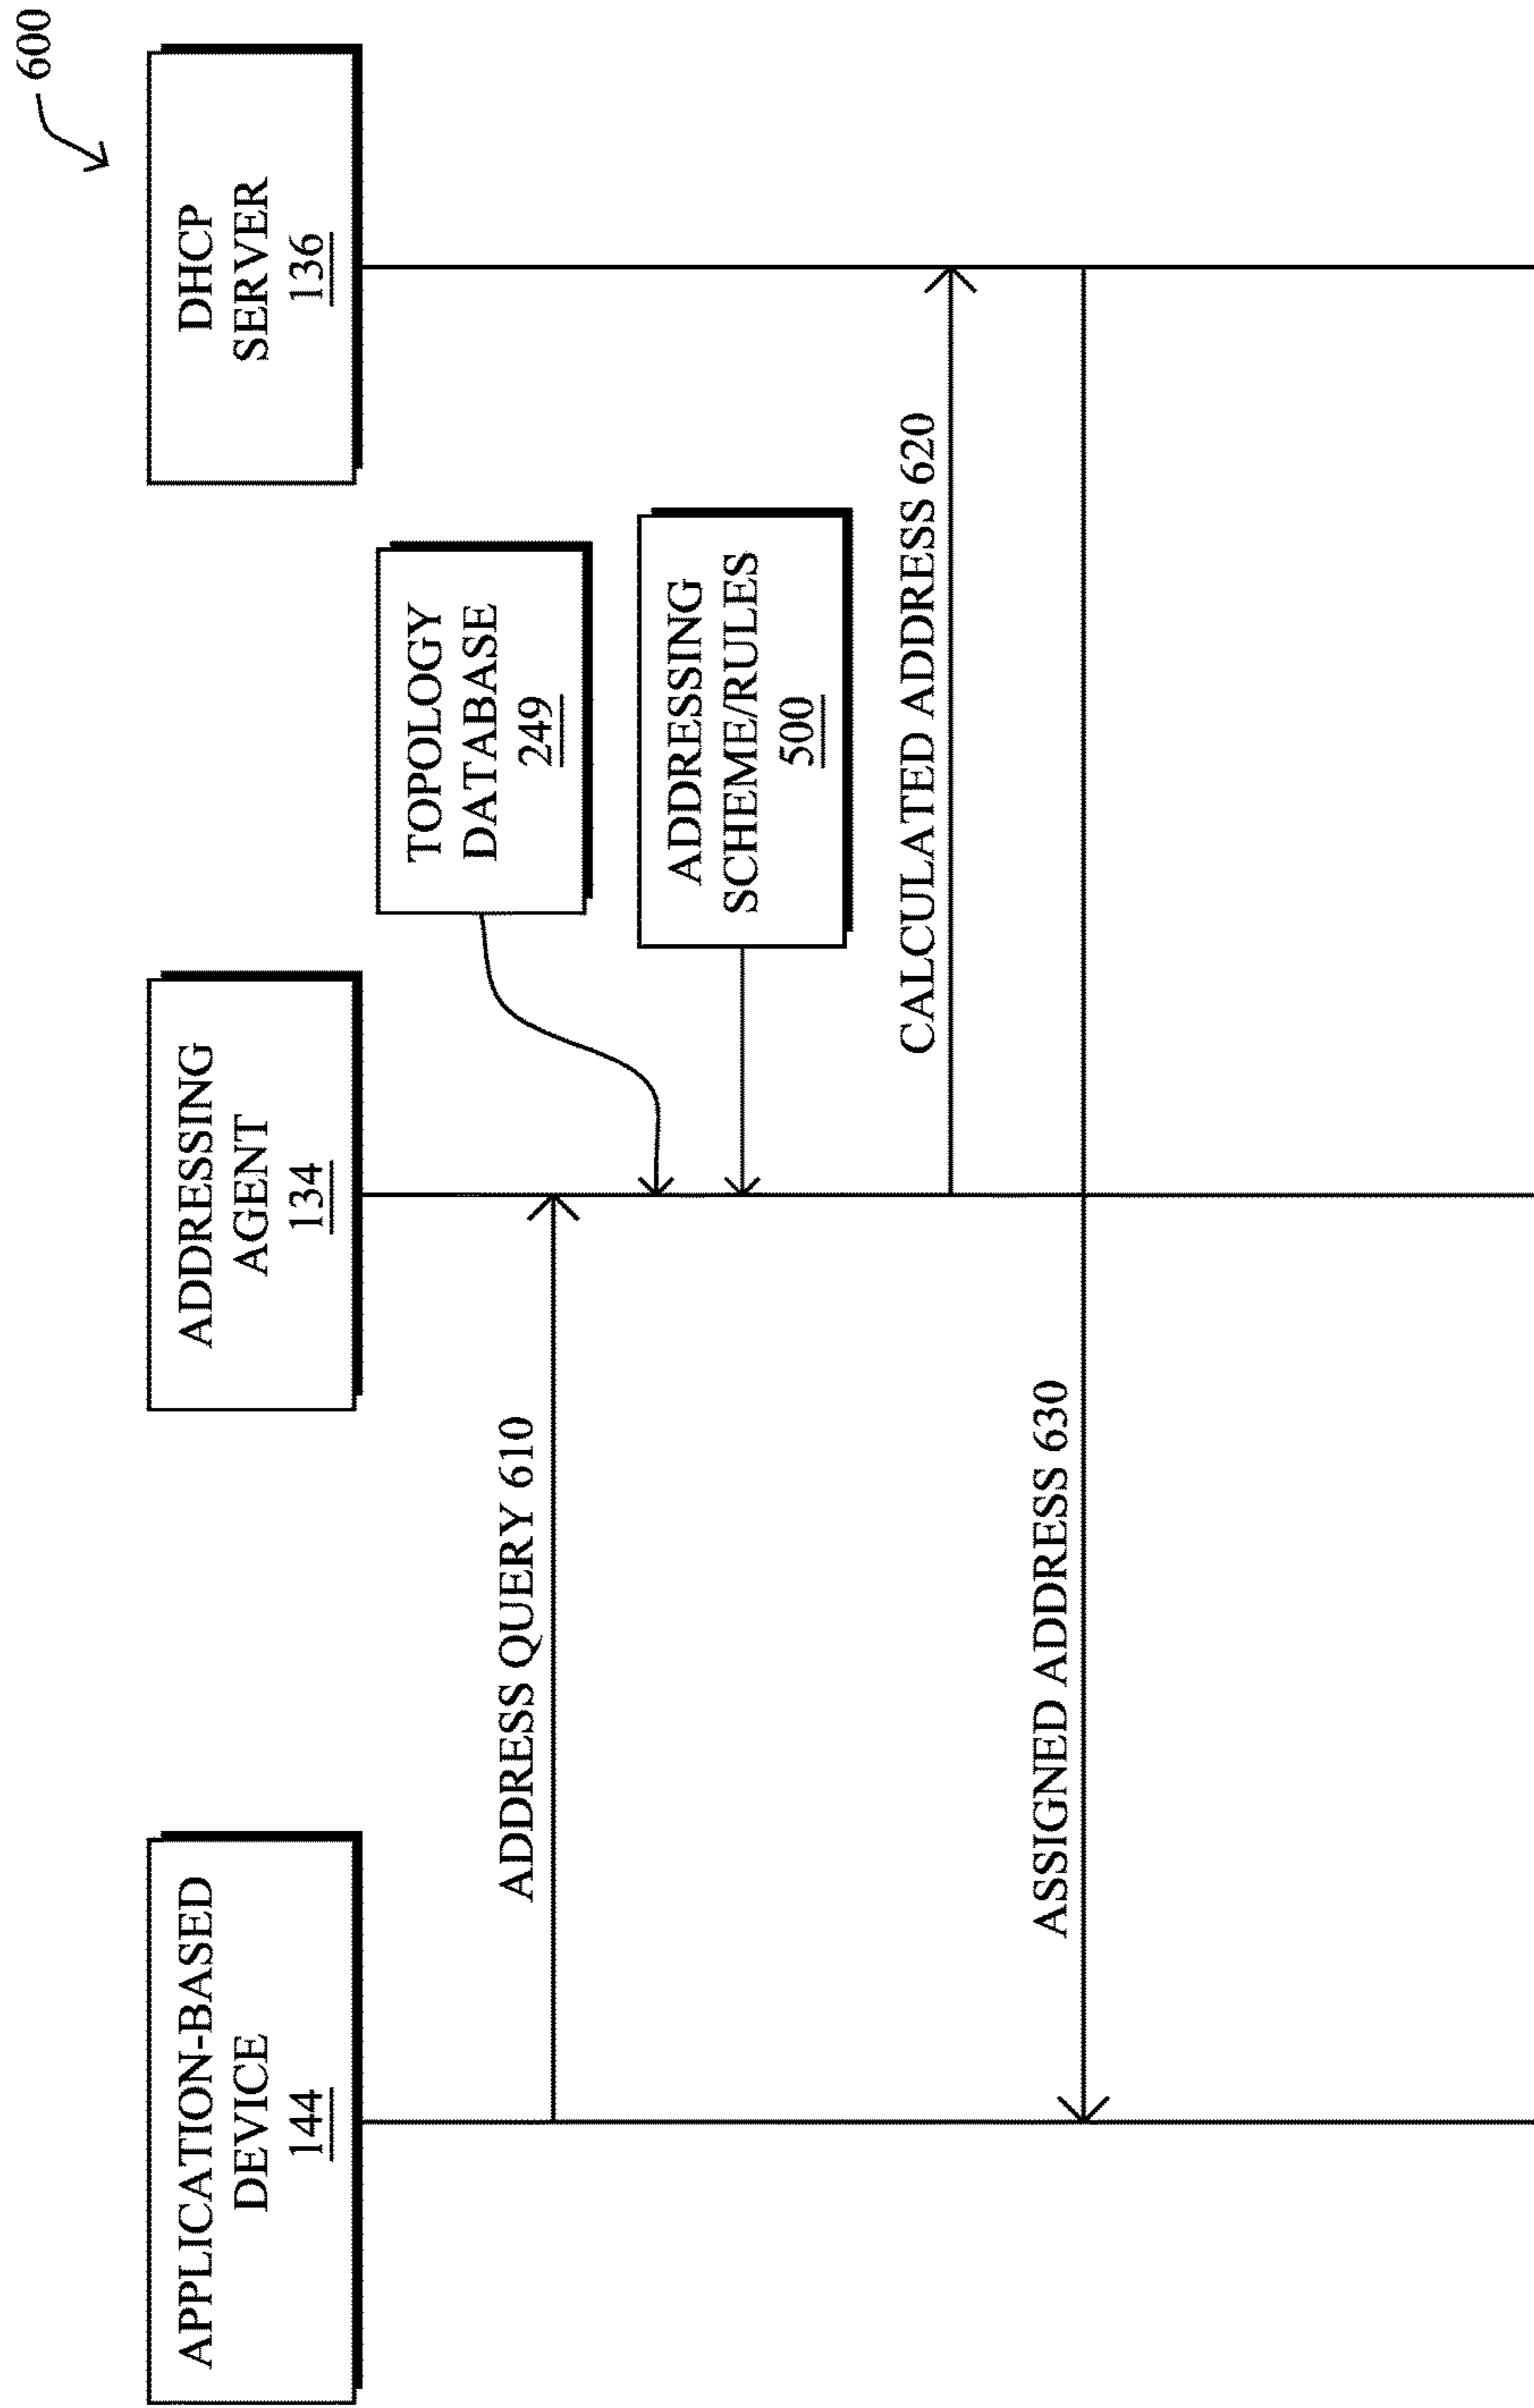 600
APPLICATION-BASED
DEVICE
144
ADDRESSING
AGENT
134
DHCP
SERVER
136
TOPOLOGY
DATABASE
249
ADDRESS QUERY 610
ADDRESSING
SCHEME/RULES
500
CALCULATED ADDRESS 620
ASSIGNED ADDRESS 630